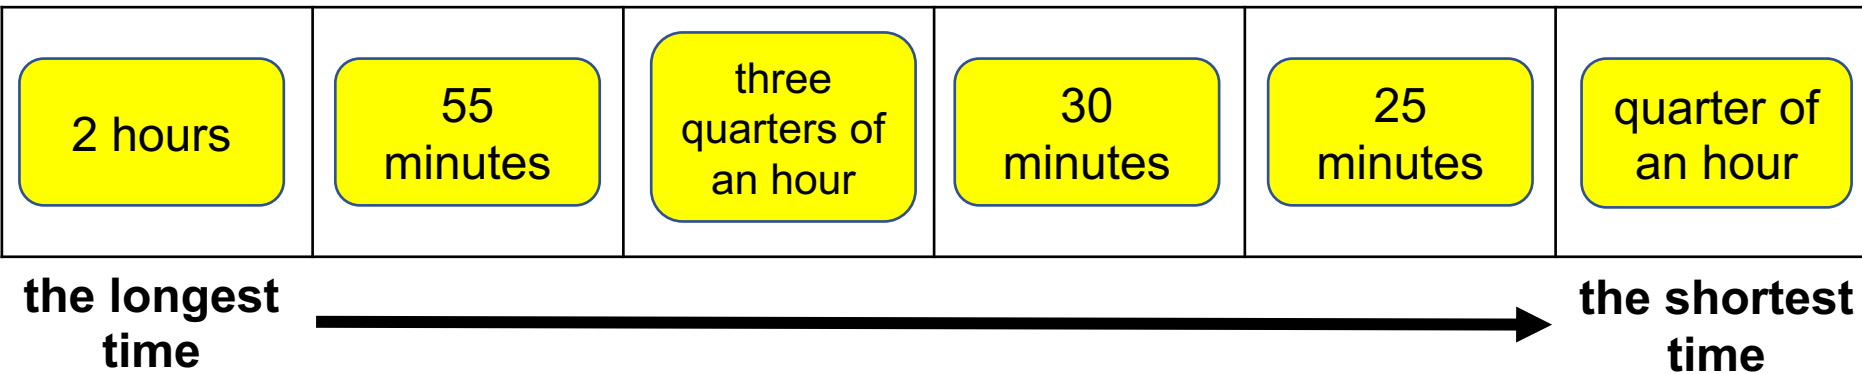 2 hours
55
minutes
three
quarters of
an hour
30
minutes
25
minutes
quarter of
an hour
the longest
time
the shortest
time